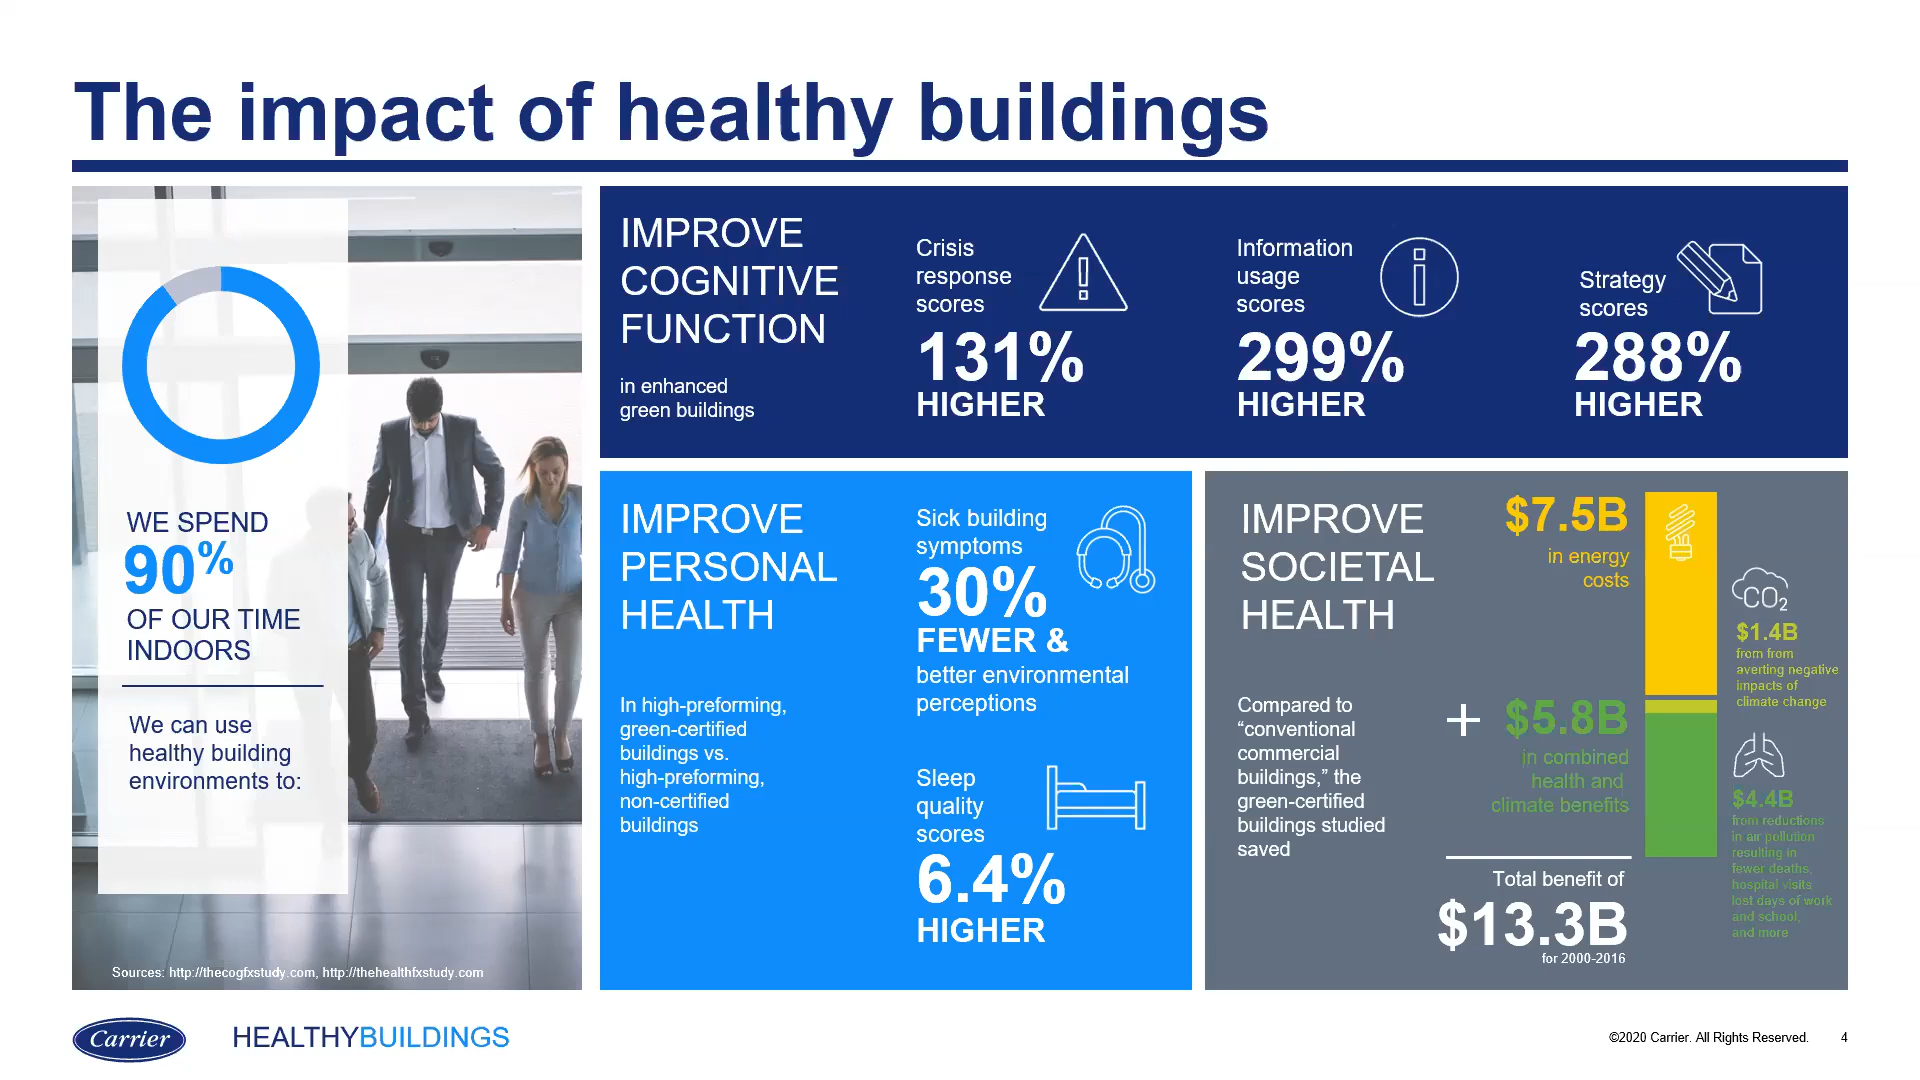 The impact of healthy buildings
WE SPEND
90%
OF OUR TIME
INDOORS
We can use
healthy building
environments to:
Sources: http://thecogfxstudy.com, http://thehealthfxstudy.com
IMPROVE
COGNITIVE
FUNCTION
in enhanced
green buildings
Crisis
response
scores
131%
HIGHER
Information
usage
scores
299%
HIGHER
Strategy
scores
288%
HIGHER
IMPROVE
PERSONAL
HEALTH
In high-preforming,
green-certified
buildings vs.
high-preforming,
non-certified
buildings
Sick building
symptoms
30%
FEWER &
better environmental
perceptions
Sleep
quality
scores
6.4%
HIGHER
IMPROVE
SOCIETAL
HEALTH
Compared to
“conventional
commercial
buildings,” the
green-certified
buildings studied
saved
$7.5B
in energy
costs
+ $5.8B
in combined
health and
climate benefits
Total benefit of
$13.3B
for 2000-2016
CO₂
$1.4B
from from
averting negative
impacts of
climate change
$4.4B
from reductions
in air pollution
resulting in
fewer deaths,
hospital visits
lost days of work
and school,
and more
Carrier
HEALTHYBUILDINGS
©2020 Carrier. All Rights Reserved.
4